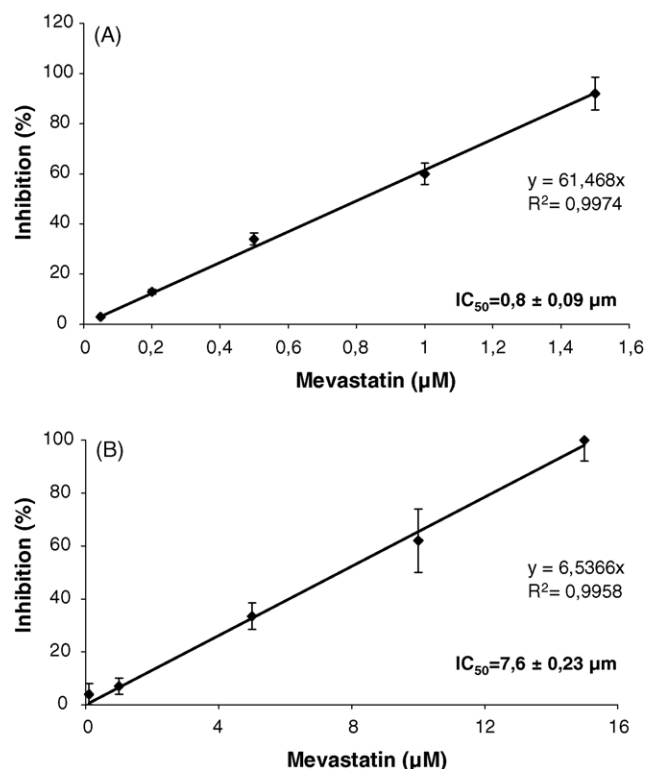 (A)
120
100
80
60
40
20
0
Inhibition (%)
y = 61,468x
R² = 0,9974
IC₅₀=0,8 ± 0,09 µm
0 0,2 0,4 0,6 0,8 1 1,2 1,4 1,6
Mevastatin (µM)
(B)
100
80
60
40
20
0
Inhibition (%)
y = 6,5366x
R² = 0,9958
IC₅₀=7,6 ± 0,23 µm
0 4 8 12 16
Mevastatin (µM)